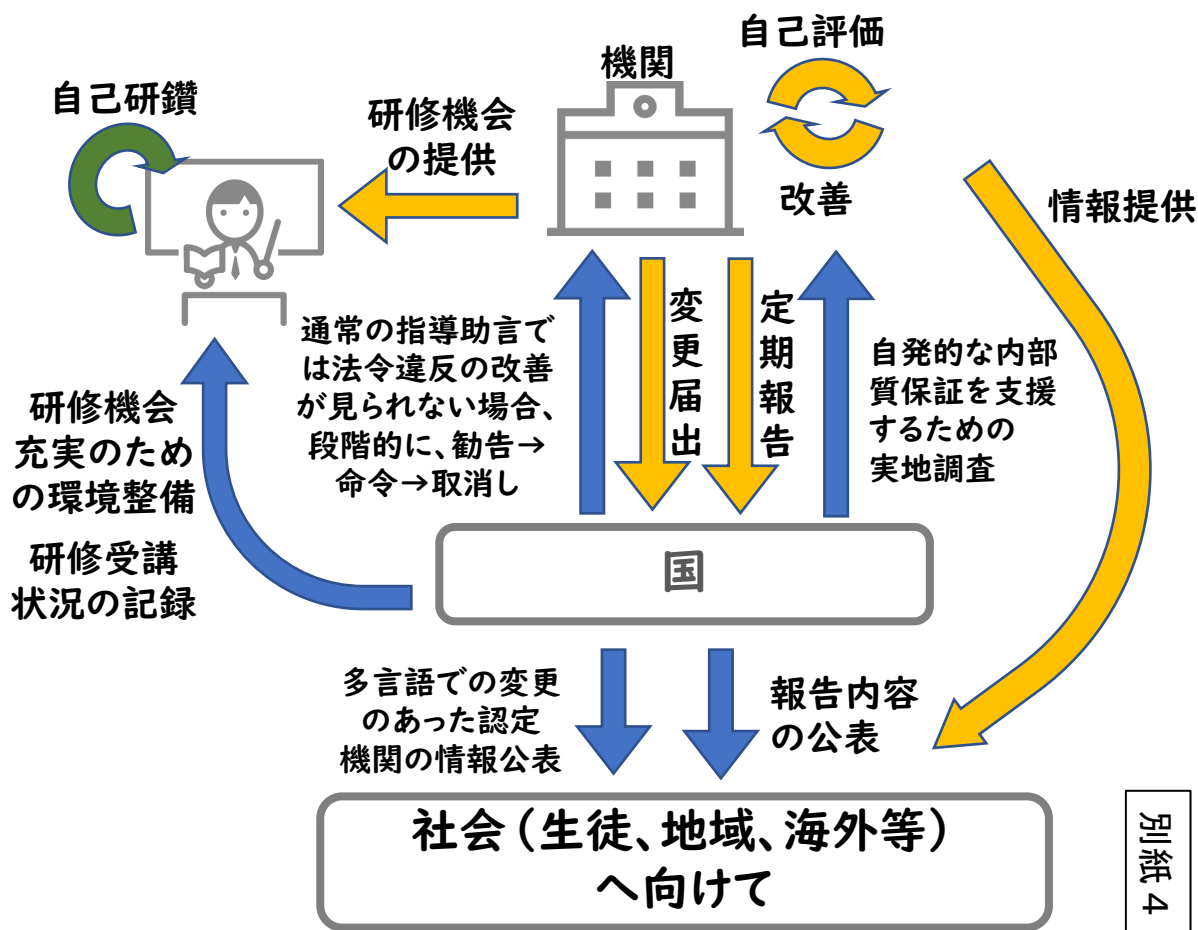 自己評価
機関
自己研鑽
研修機会
の提供
改善
情報提供
変更届出
定期報告
通常の指導助言で
は法令違反の改善
が見られない場合、
段階的に、勧告→
命令→取消し
自発的な内部
質保証を支援
するための
実地調査
研修機会
充実のため
の環境整備
研修受講
状況の記録
国
多言語での変更
のあった認定
機関の情報公表
報告内容
の公表
社会(生徒、地域、海外等)
へ向けて
別紙4